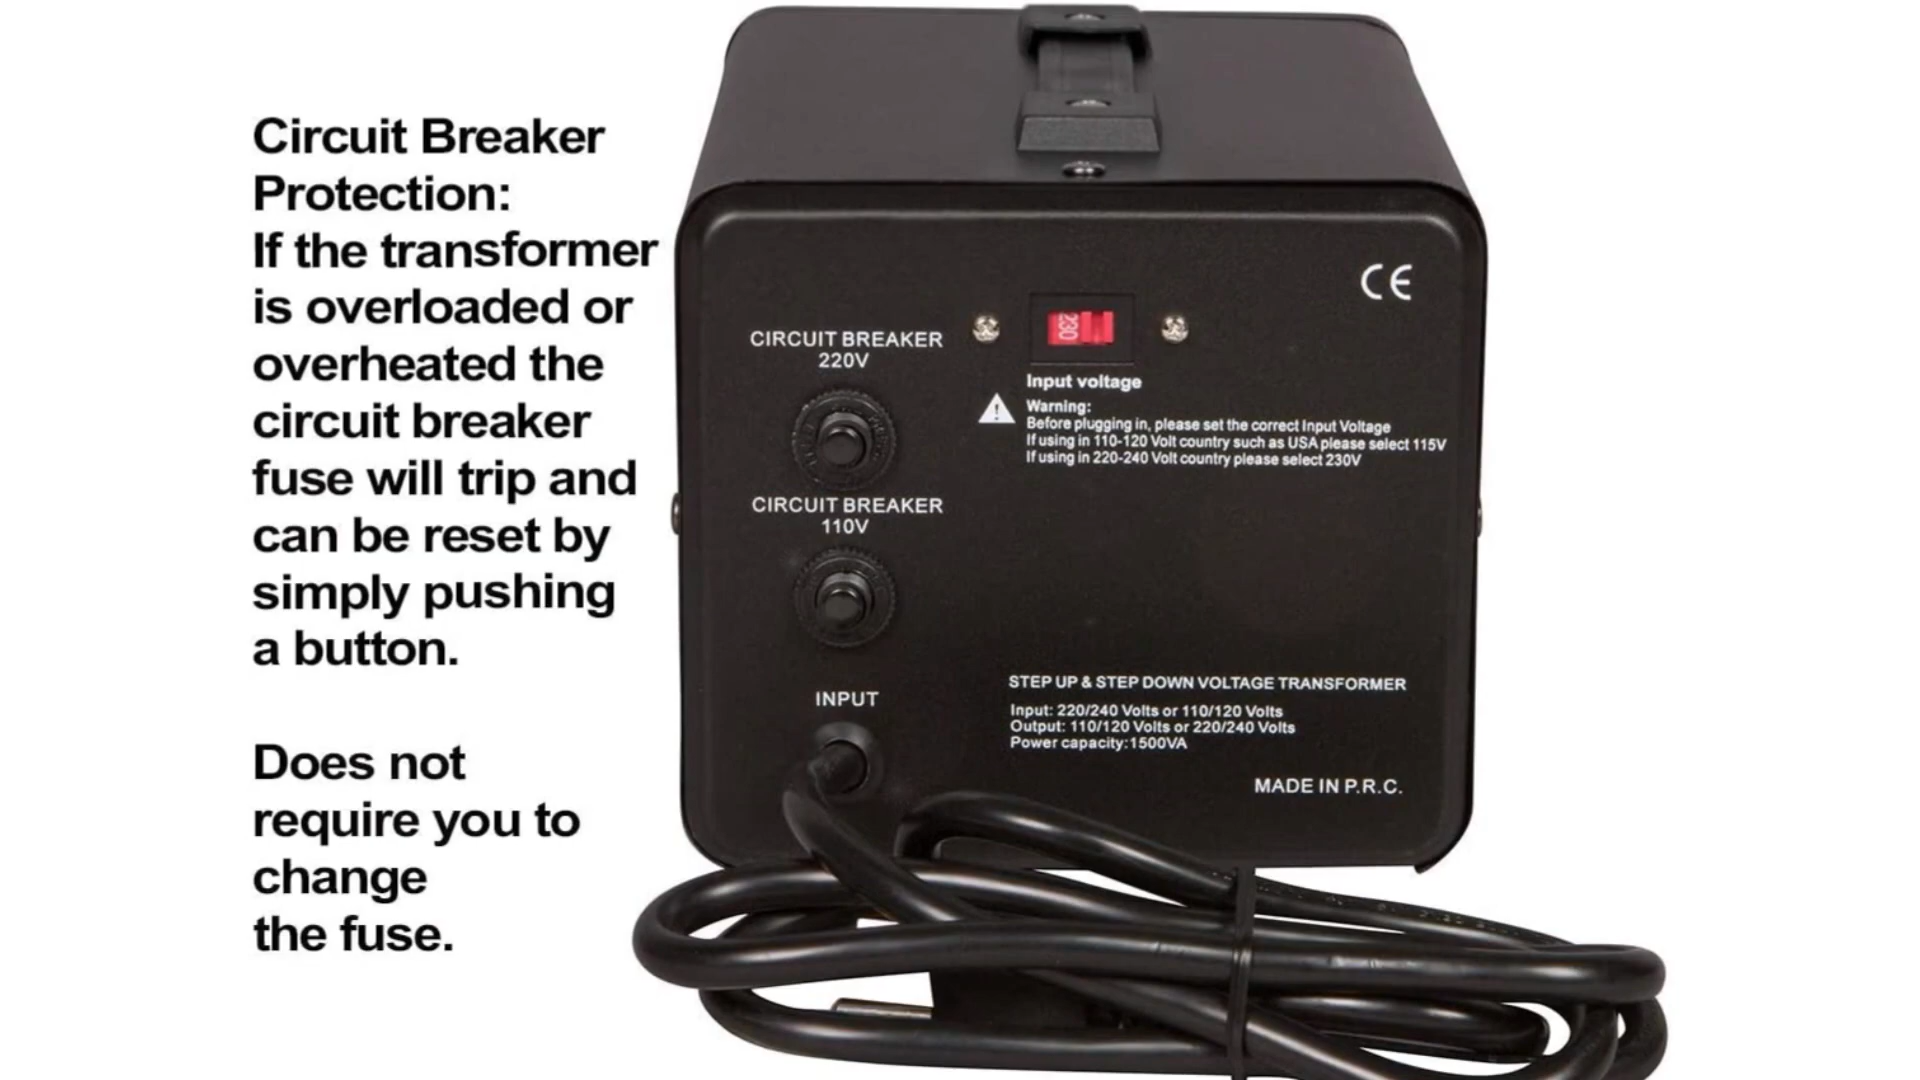 Circuit Breaker
Protection:
If the transformer
is overloaded or
overheated the
circuit breaker
fuse will trip and
can be reset by
simply pushing
a button.
Does not
require you to
change
the fuse.
CE
230
CIRCUIT BREAKER
220V
Input voltage
Warning:
Before plugging in, please set the correct Input Voltage
If using in 110-120 Volt country such as USA please select 115V
If using in 220-240 Volt country please select 230V
CIRCUIT BREAKER
110V
INPUT
STEP UP & STEP DOWN VOLTAGE TRANSFORMER
Input: 220/240 Volts or 110/120 Volts
Output: 110/120 Volts or 220/240 Volts
Power capacity:1500VA
MADE IN P.R.C.